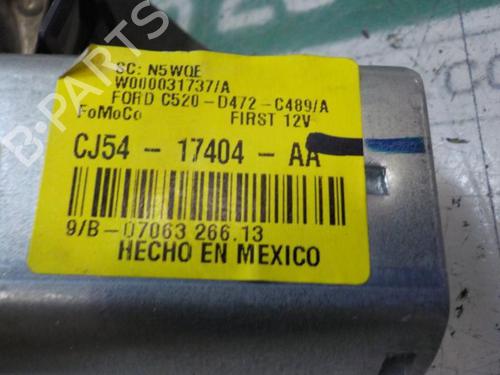 SC: N5WQE
W000031737/A
FORD C520-D472-C489/A
FoMoCo FIRST 12V
CJ54-17404-AA
9/B-07063 266.13
HECHO EN MEXICO